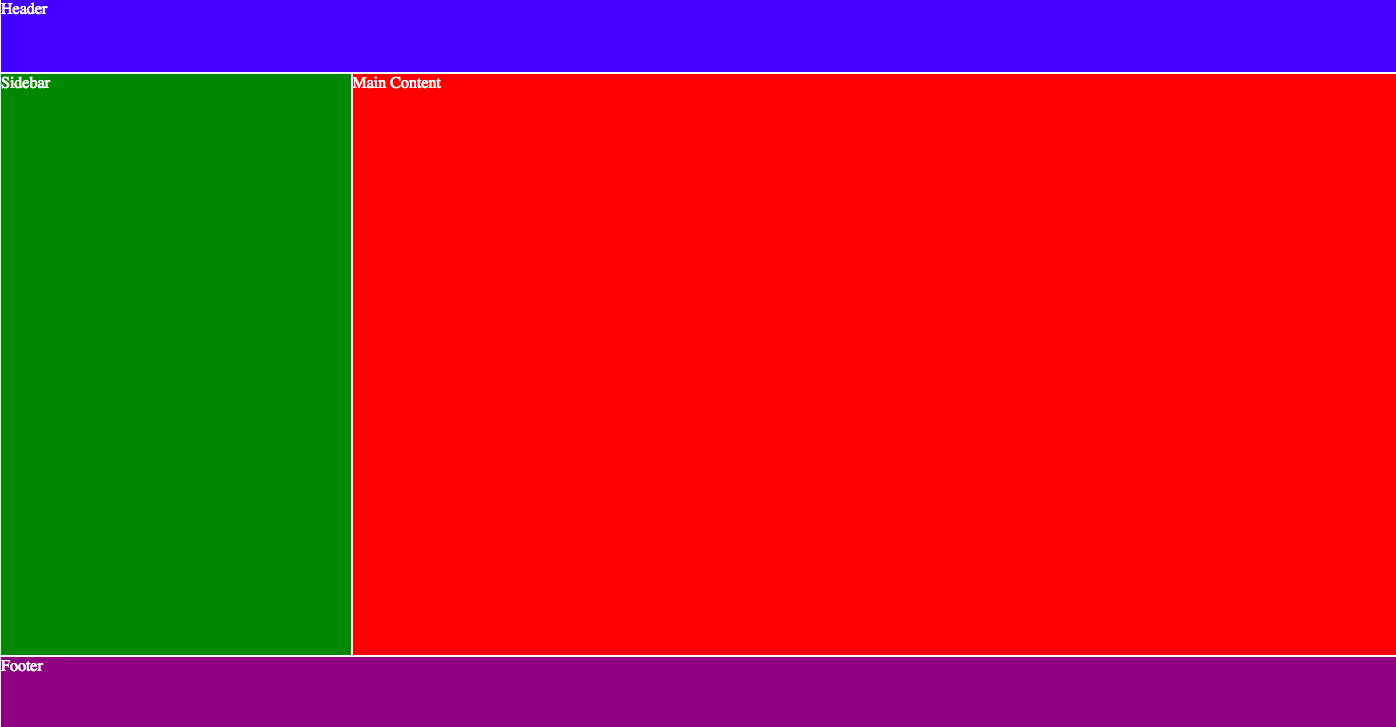 Header
Sidebar
Main Content
Footer